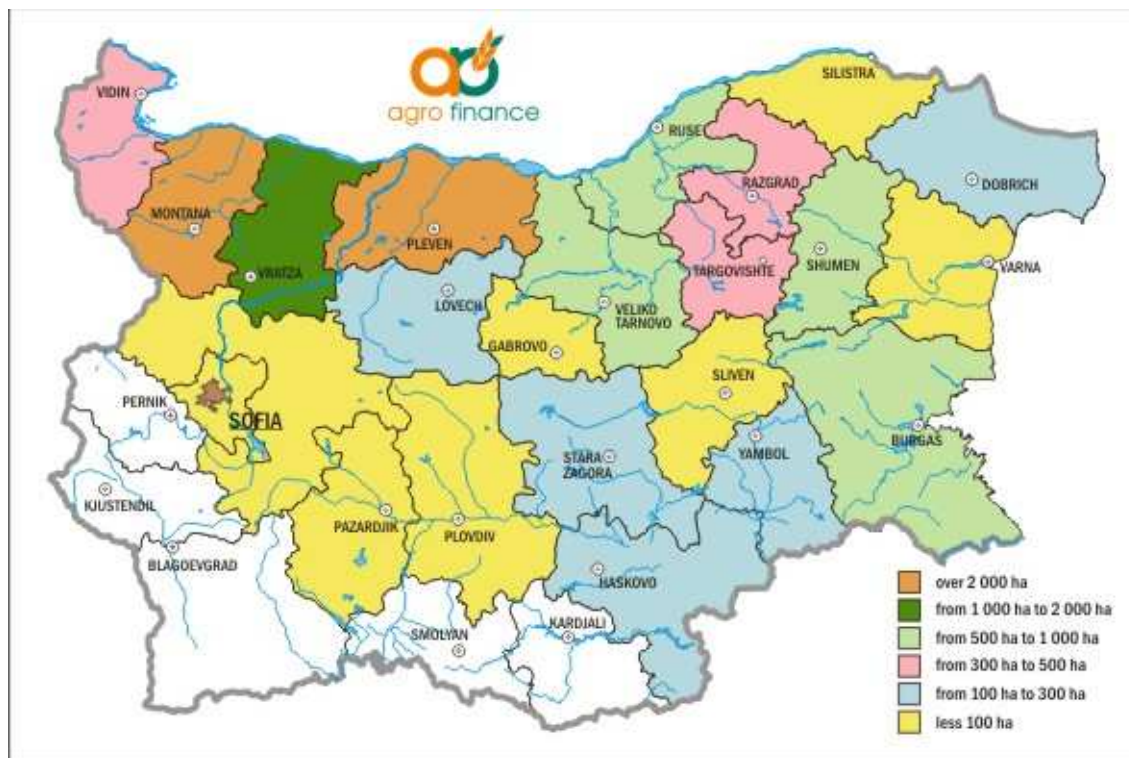 agro finance
SILISTRA
VIDIN
RUSE
RAZGRAD
DOBRICH
MONTANA
PLEVEN
TARGOVISHTE
SHUMEN
VARNA
VRATZA
LOVECH
VELIKO
TARNOVO
GABROVO
SLIVEN
PERNIK
SOFIA
BURGAS
STARA
ZAGORA
YAMBOL
KJUSTENDIL
PAZARDJIK
PLOVDIV
BLAGOEVGRAD
HASKOVO
SMOLYAN
KARDJALI
over 2 000 ha
from 1 000 ha to 2 000 ha
from 500 ha to 1 000 ha
from 300 ha to 500 ha
from 100 ha to 300 ha
less 100 ha